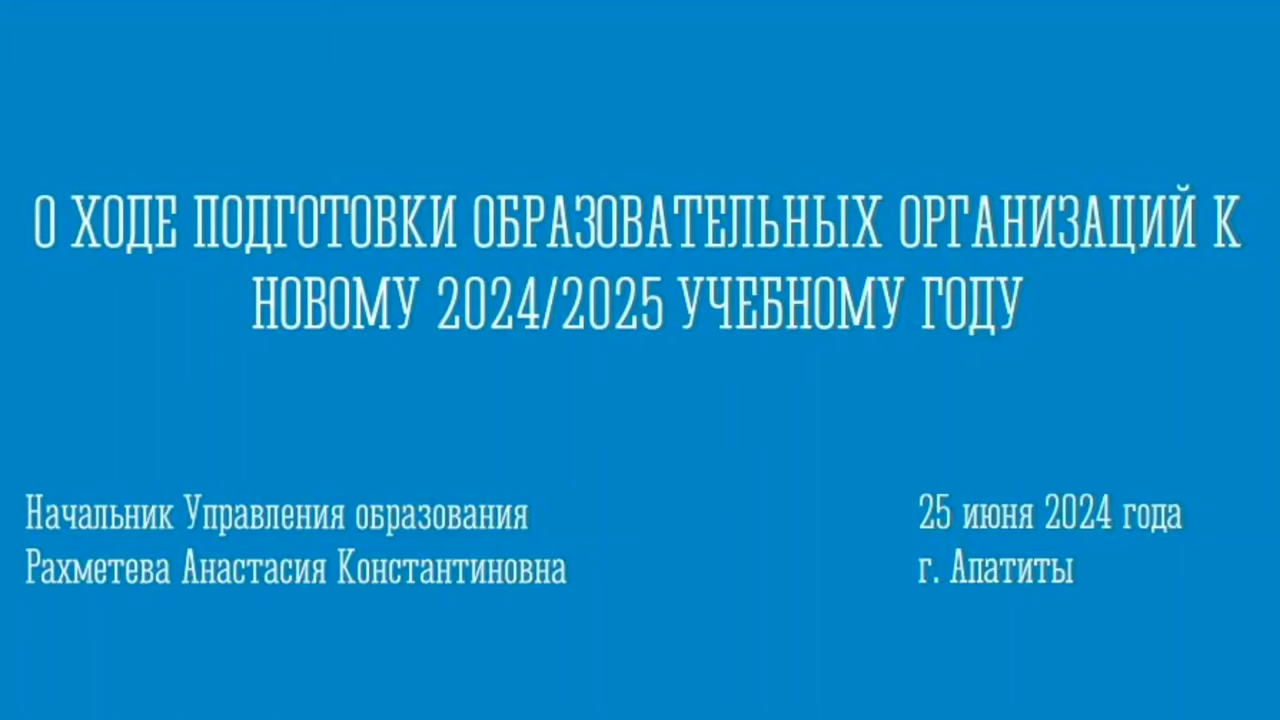 О ХОДЕ ПОДГОТОВКИ ОБРАЗОВАТЕЛЬНЫХ ОРГАНИЗАЦИЙ К
НОВОМУ 2024/2025 УЧЕБНОМУ ГОДУ
Начальник Управления образования
Рахметева Анастасия Константиновна
25 июня 2024 года
г. Апатиты